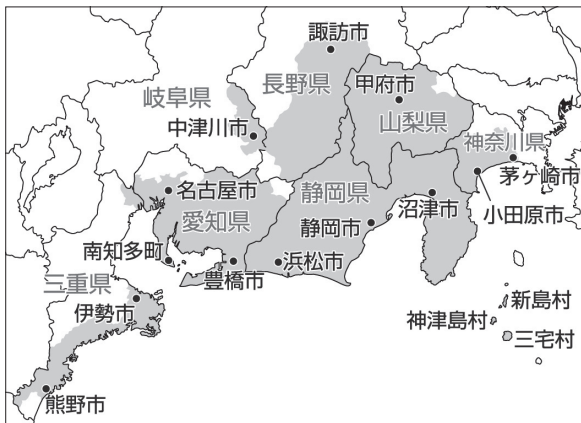 諏訪市
長野県
甲府市
岐阜県
山梨県
中津川市
神奈川県
茅ヶ崎市
名古屋市
静岡県
沼津市
小田原市
愛知県
静岡市
南知多町
豊橋市
浜松市
三重県
伊勢市
新島村
神津島村
三宅村
熊野市